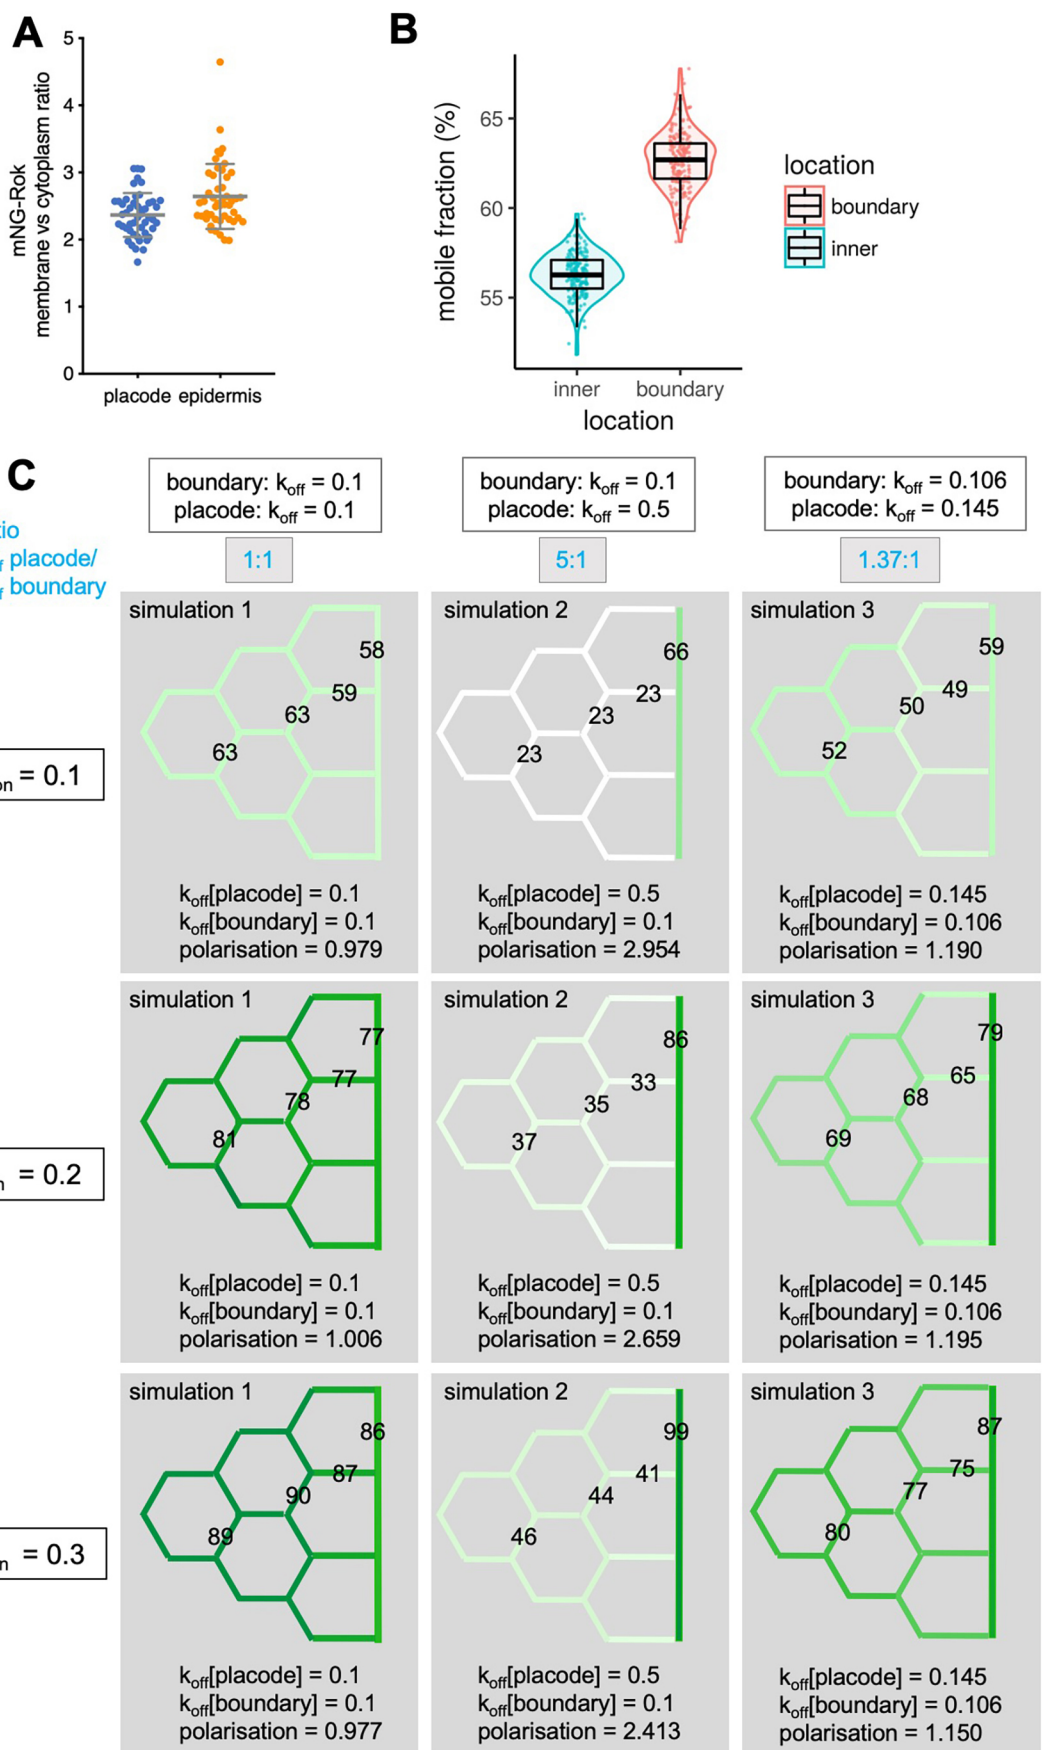 A
5
4
3
2
1
0
mNG-Rok
membrane vs cytoplasm ratio
placode epidermis
B
65
60
55
mobile fraction (%)
inner boundary
location
location
boundary
inner
C
boundary: koff = 0.1
placode: koff = 0.1
boundary: koff = 0.1
placode: koff = 0.5
boundary: koff = 0.106
placode: koff = 0.145
placode/
boundary
1:1
5:1
1.37:1
= 0.1
simulation 1
58
59
63
63
koff[placode] = 0.1
koff[boundary] = 0.1
polarisation = 0.979
simulation 2
66
23
23
23
koff[placode] = 0.5
koff[boundary] = 0.1
polarisation = 2.954
simulation 3
59
49
50
52
koff[placode] = 0.145
koff[boundary] = 0.106
polarisation = 1.190
= 0.2
simulation 1
77
77
78
81
koff[placode] = 0.1
koff[boundary] = 0.1
polarisation = 1.006
simulation 2
86
33
35
37
koff[placode] = 0.5
koff[boundary] = 0.1
polarisation = 2.659
simulation 3
79
65
68
69
koff[placode] = 0.145
koff[boundary] = 0.106
polarisation = 1.195
= 0.3
simulation 1
86
87
90
89
koff[placode] = 0.1
koff[boundary] = 0.1
polarisation = 0.977
simulation 2
99
41
44
46
koff[placode] = 0.5
koff[boundary] = 0.1
polarisation = 2.413
simulation 3
87
75
77
80
koff[placode] = 0.145
koff[boundary] = 0.106
polarisation = 1.150